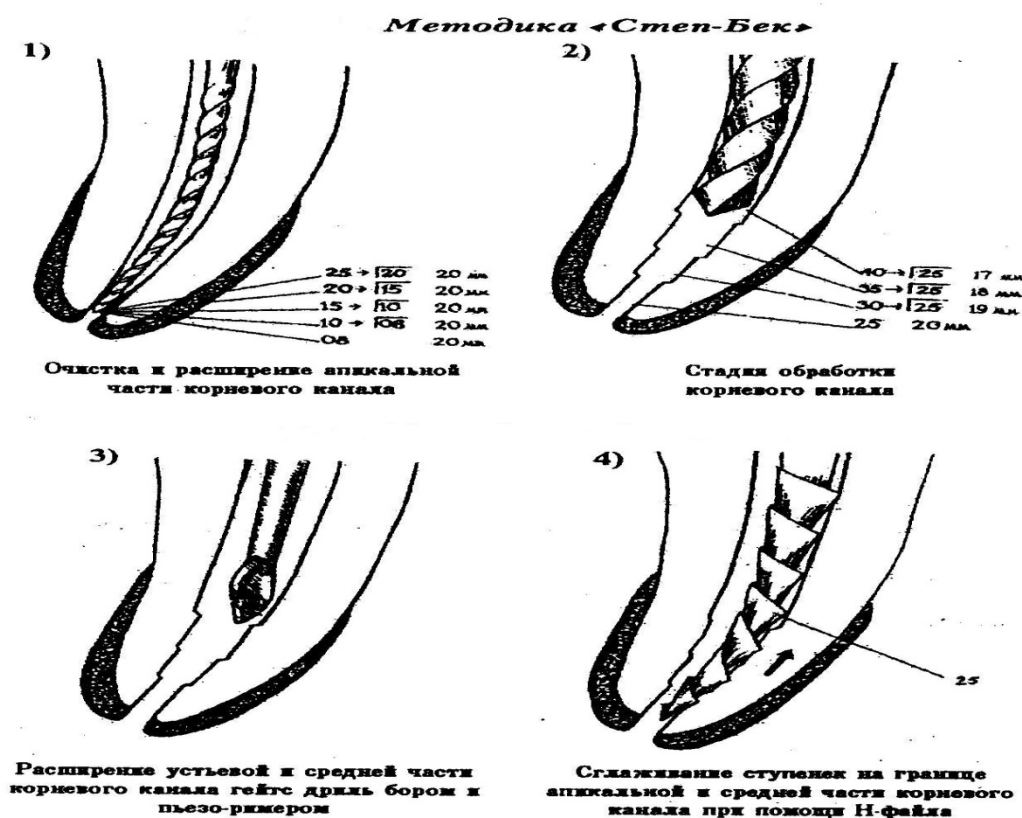 Методика «Степ-Бек»
1)
25 → √20 20 мм
20 → √15 20 мм
15 → √10 20 мм
10 → √08 20 мм
08 20 мм
Очистка и расширение апикальной
части корневого канала
2)
40 → √25 17 мм
35 → √25 18 мм
30 → √25 19 мм
25 20 мм
Стадия обработки
корневого канала
3)
Расширение устьевой и средней части
корневого канала гейтс дриль бором и
пьезо-римером
4)
25
Сглаживание ступенек на границе
апикальной и средней части корневого
канала при помощи Н-файла